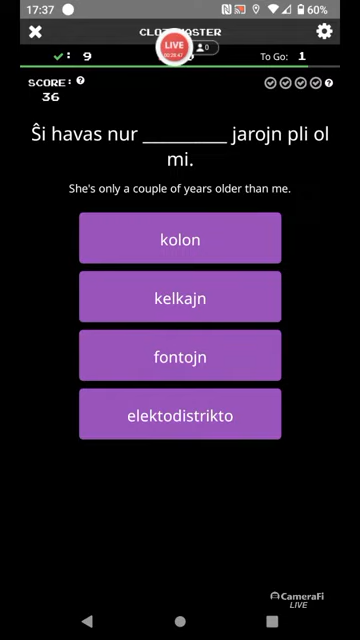 17:37
60%
CLOZEMASTER
LIVE
0
: 9
To Go: 1
SCORE:
36
Ŝi havas nur ________ jarojn pli ol
mi.
She's only a couple of years older than me.
kolon
kelkajn
fontojn
elektodistrikto
CameraFi
LIVE